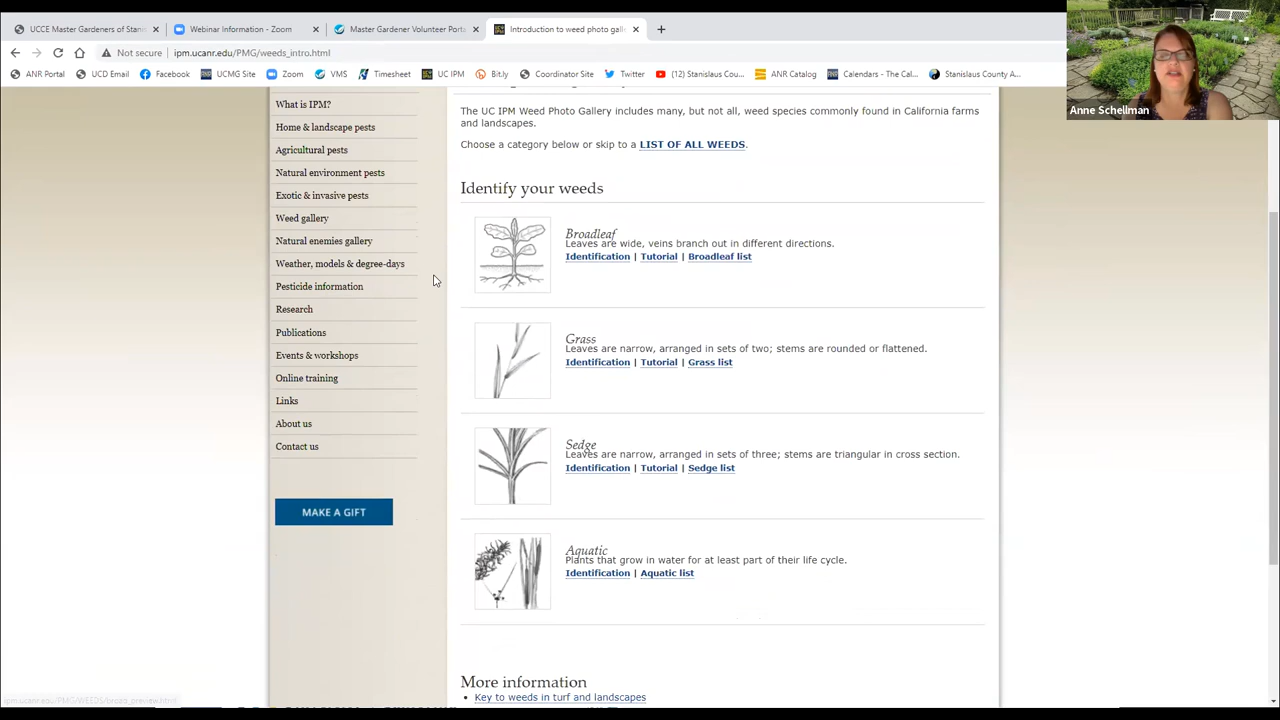 UCCE Master Gardeners of Stani
Webinar Information - Zoom
Master Gardener Volunteer Porta
Introduction to weed photo galle
Not secure
ipm.ucanr.edu/PMG/weeds_intro.html
ANR Portal
UCD Email
Facebook
UCMG Site
Zoom
VMS
Timesheet
UC IPM
Bit.ly
Coordinator Site
Twitter
(12) Stanislaus Cou...
ANR Catalog
Calendars - The Cal...
Stanislaus County A...
Anne Schellman
What is IPM?
Home & landscape pests
Agricultural pests
Natural environment pests
Exotic & invasive pests
Weed gallery
Natural enemies gallery
Weather, models & degree-days
Pesticide information
Research
Publications
Events & workshops
Online training
Links
About us
Contact us
MAKE A GIFT
The UC IPM Weed Photo Gallery includes many, but not all, weed species commonly found in California farms
and landscapes.
Choose a category below or skip to a LIST OF ALL WEEDS.
Identify your weeds
Broadleaf
Leaves are wide, veins branch out in different directions.
Identification | Tutorial | Broadleaf list
Grass
Leaves are narrow, arranged in sets of two; stems are rounded or flattened.
Identification | Tutorial | Grass list
Sedge
Leaves are narrow, arranged in sets of three; stems are triangular in cross section.
Identification | Tutorial | Sedge list
Aquatic
Plants that grow in water for at least part of their life cycle.
Identification | Aquatic list
More information
Key to weeds in turf and landscapes
ipm.ucanr.edu/PMG/WEEDS/broad_preview.html